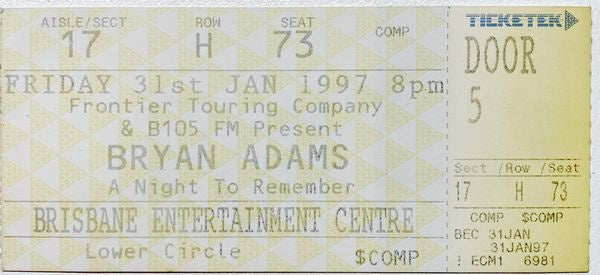 AISLE/SECT ROW SEAT
17 H 73 COMP
FRIDAY 31st JAN 1997 8pm
Frontier Touring Company
& B105 FM Present
BRYAN ADAMS
A Night To Remember
BRISBANE ENTERTAINMENT CENTRE
Lower Circle $COMP
TICKETEK
DOOR
5
Sect /Row /Seat
17 H 73
COMP $COMP
BEC 31JAN
31JAN97
ECM1 6981